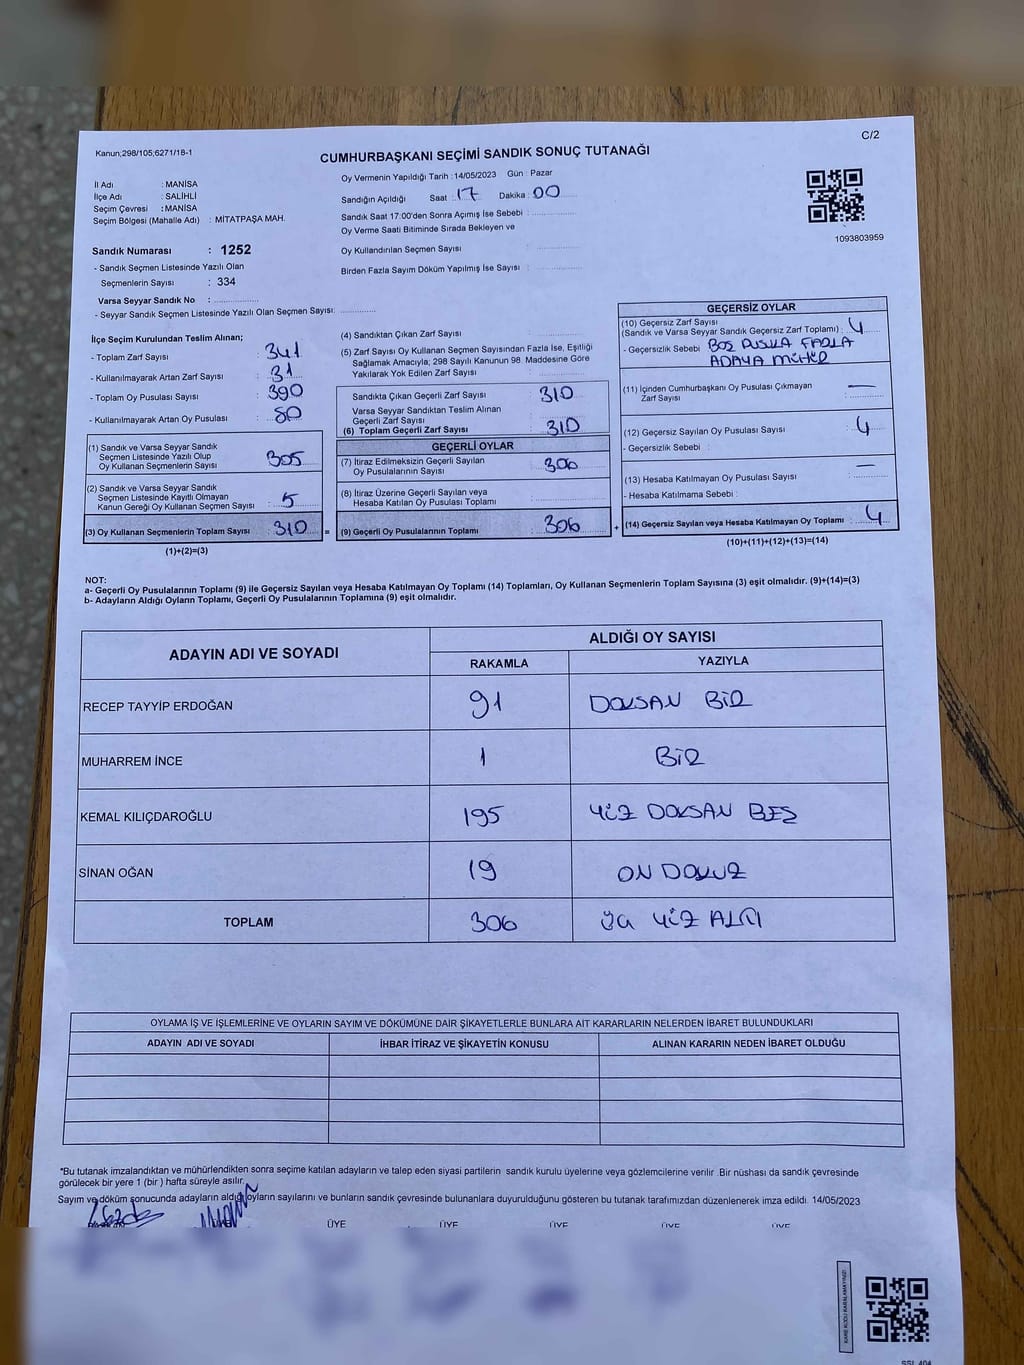 C/2
Kanun;298/105;6271/18-1
CUMHURBAŞKANI SEÇİMİ SANDIK SONUÇ TUTANAĞI
İl Adı : MANİSA
İlçe Adı : SALİHLİ
Seçim Çevresi : MANİSA
Seçim Bölgesi (Mahalle Adı) : MİTATPAŞA MAH.
Sandık Numarası : 1252
- Sandık Seçmen Listesinde Yazılı Olan
Seçmenlerin Sayısı : 334
Varsa Seyyar Sandık No :
- Seyyar Sandık Seçmen Listesinde Yazılı Olan Seçmen Sayısı:
Oy Vermenin Yapıldığı Tarih : 14/05/2023 Gün : Pazar
Sandığın Açıldığı Saat : 17 Dakika : 00
Sandık Saat 17:00'den Sonra Açımış İse Sebebi :
Oy Verme Saati Bitiminde Sırada Bekleyen ve
Oy Kullandırılan Seçmen Sayısı :
Birden Fazla Sayım Döküm Yapılmış İse Sayısı :
1093803959
İlçe Seçim Kurulundan Teslim Alınan;
- Toplam Zarf Sayısı : 341
- Kullanılmayarak Artan Zarf Sayısı : 31
- Toplam Oy Pusulası Sayısı : 390
- Kullanılmayarak Artan Oy Pusulası : 80
(1) Sandık ve Varsa Seyyar Sandık
Seçmen Listesinde Yazılı Olup
Oy Kullanan Seçmenlerin Sayısı : 305
(2) Sandık ve Varsa Seyyar Sandık
Seçmen Listesinde Kayıtlı Olmayan
Kanun Gereği Oy Kullanan Seçmen Sayısı : 5
(3) Oy Kullanan Seçmenlerin Toplam Sayısı : 310 =
(1)+(2)=(3)
(4) Sandıktan Çıkan Zarf Sayısı :
(5) Zarf Sayısı Oy Kullanan Seçmen Sayısından Fazla İse, Eşitliği
Sağlamak Amacıyla; 298 Sayılı Kanunun 98. Maddesine Göre
Yakılarak Yok Edilen Zarf Sayısı :
Sandıkta Çıkan Geçerli Zarf Sayısı : 310
Varsa Seyyar Sandıktan Teslim Alınan
Geçerli Zarf Sayısı :
(6) Toplam Geçerli Zarf Sayısı : 310
GEÇERLİ OYLAR
(7) İtiraz Edilmeksizin Geçerli Sayılan
Oy Pusulalarının Sayısı : 306
(8) İtiraz Üzerine Geçerli Sayılan veya
Hesaba Katılan Oy Pusulası Toplamı :
(9) Geçerli Oy Pusulalarının Toplamı : 306 +
GEÇERSİZ OYLAR
(10) Geçersiz Zarf Sayısı
(Sandık ve Varsa Seyyar Sandık Geçersiz Zarf Toplamı) : 4
- Geçersizlik Sebebi : BOŞ PUSULA FAZLA
ADAYA MÜHÜR
(11) İçinden Cumhurbaşkanı Oy Pusulası Çıkmayan
Zarf Sayısı : —
(12) Geçersiz Sayılan Oy Pusulası Sayısı : 4
- Geçersizlik Sebebi :
(13) Hesaba Katılmayan Oy Pusulası Sayısı : —
- Hesaba Katılmama Sebebi :
(14) Geçersiz Sayılan veya Hesaba Katılmayan Oy Toplamı : 4
(10)+(11)+(12)+(13)=(14)
NOT:
a- Geçerli Oy Pusulalarının Toplamı (9) ile Geçersiz Sayılan veya Hesaba Katılmayan Oy Toplamı (14) Toplamları, Oy Kullanan Seçmenlerin Toplam Sayısına (3) eşit olmalıdır. (9)+(14)=(3)
b- Adayların Aldığı Oyların Toplamı, Geçerli Oy Pusulalarının Toplamına (9) eşit olmalıdır.
ADAYIN ADI VE SOYADI
ALDIĞI OY SAYISI
RAKAMLA YAZIYLA
RECEP TAYYİP ERDOĞAN 91 DOKSAN BİR
MUHARREM İNCE 1 BİR
KEMAL KILIÇDAROĞLU 195 YÜZ DOKSAN BEŞ
SİNAN OĞAN 19 ON DOKUZ
TOPLAM 306 ÜÇ YÜZ ALTI
OYLAMA İŞ VE İŞLEMLERİNE VE OYLARIN SAYIM VE DÖKÜMÜNE DAİR ŞİKAYETLERLE BUNLARA AİT KARARLARIN NELERDEN İBARET BULUNDUKLARI
ADAYIN ADI VE SOYADI İHBAR İTİRAZ VE ŞİKAYETİN KONUSU ALINAN KARARIN NEDEN İBARET OLDUĞU
*Bu tutanak imzalandıktan ve mühürlendikten sonra seçime katılan adayların ve talep eden siyasi partilerin sandık kurulu üyelerine veya gözlemcilerine verilir. Bir nüshası da sandık çevresinde
görülecek bir yere 1 (bir ) hafta süreyle asılır.
Sayım ve döküm sonucunda adayların aldığı oyların sayılarını ve bunların sandık çevresinde bulunanlara duyurulduğunu gösteren bu tutanak tarafımızdan düzenlenerek imza edildi. 14/05/2023
ÜYE ÜYE ÜYE ÜYE ÜYE
KARE KODU KARALAMAYINIZ!